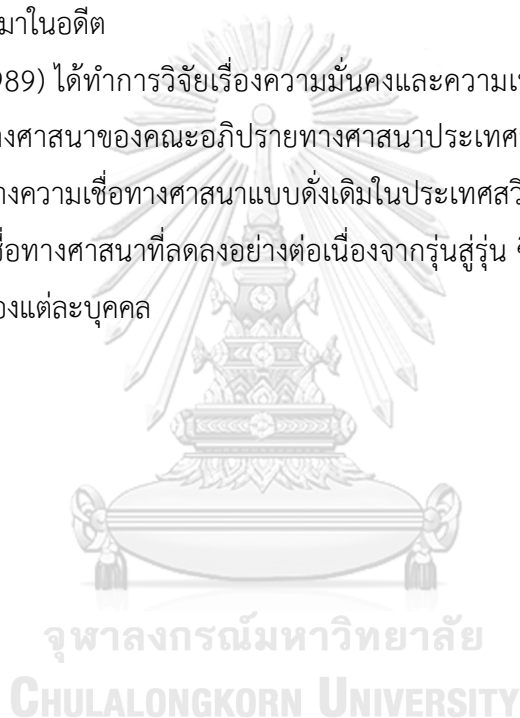 มาในอดีต
989) ได้ทำการวิจัยเรื่องความมั่นคงและความเ
งศาสนาของคณะอภิปรายทางศาสนาประเทศ
างความเชื่อทางศาสนาแบบดั่งเดิมในประเทศสวิ
ชื่อทางศาสนาที่ลดลงอย่างต่อเนื่องจากรุ่นสู่รุ่น
องแต่ละบุคคล
จุฬาลงกรณ์มหาวิทยาลัย
CHULALONGKORN UNIVERSITY